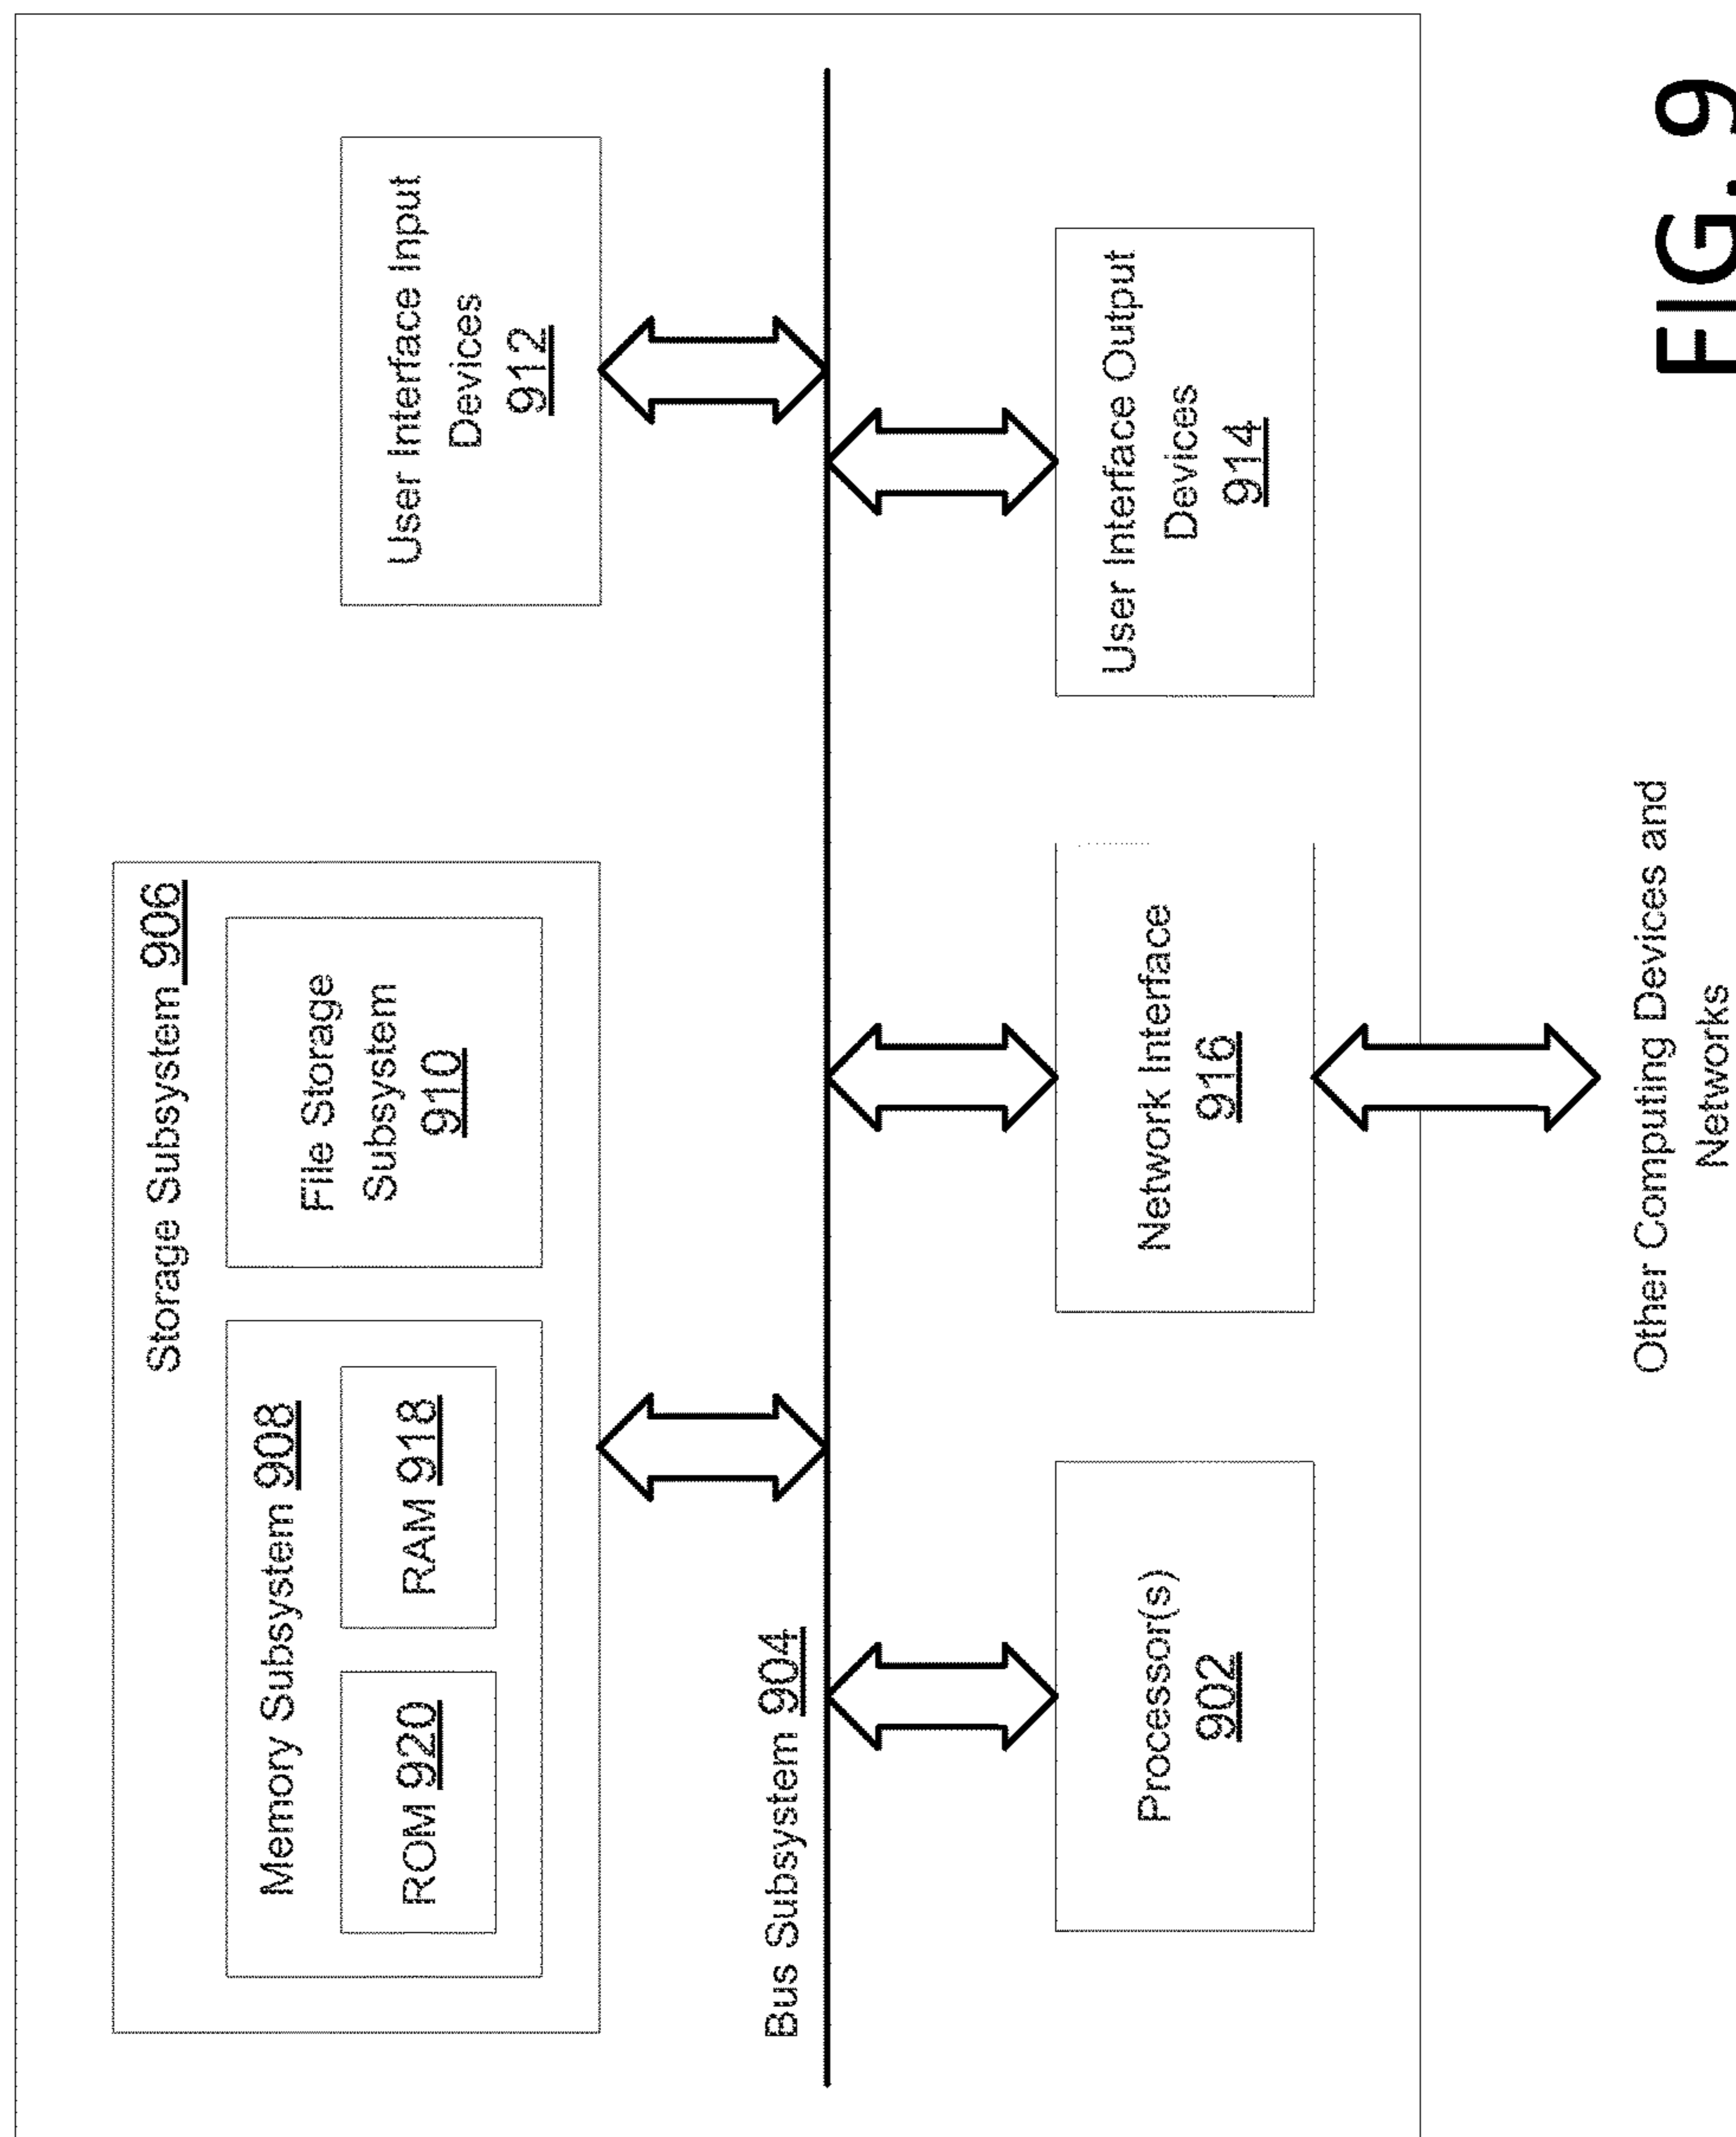 Storage Subsystem 906
Memory Subsystem 908
ROM 920
RAM 918
File Storage
Subsystem
910
User Interface Input
Devices
912
Bus Subsystem 904
Processor(s)
902
Network Interface
916
User Interface Output
Devices
914
Other Computing Devices and
Networks
FIG. 9